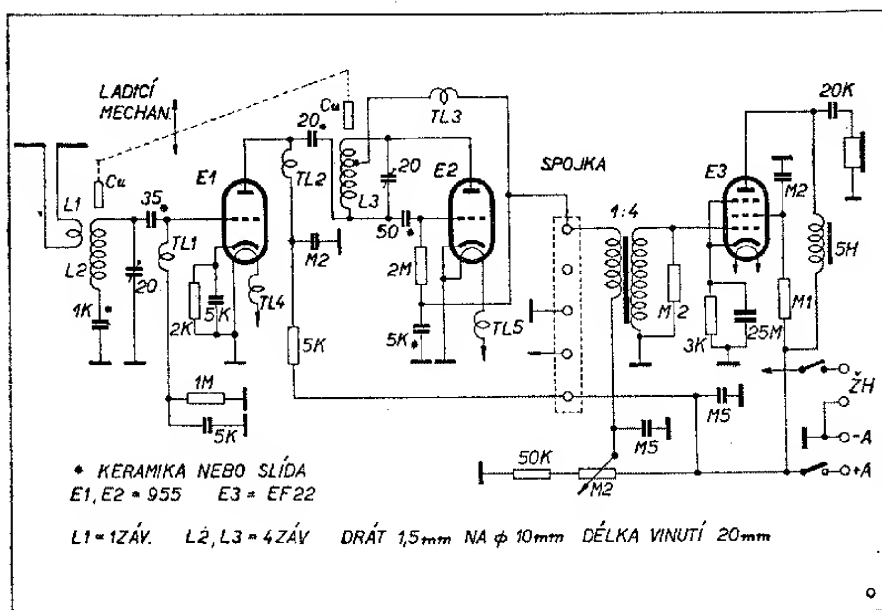 LADICÍ
MECHAN.
Cu
Cu
20*
TL3
20K
L1
35*
E1
TL2
L3
20
E2
SPOJKA
E3
M2
L2
TL1
50*
1:4
5H
1K*
20
2K
5K
TL4
M2
2M
5K*
TL5
M2
3K
25M
M1
5K
1M
5K
M5
M5
ŽH
-A
+A
50K
M2
* KERAMIKA NEBO SLÍDA
E1, E2 = 955 E3 = EF22
L1 = 1ZÁV. L2, L3 = 4ZÁV DRÁT 1,5mm NA ϕ 10mm DÉLKA VINUTÍ 20mm
9